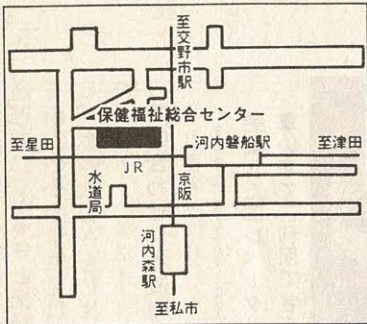 至交野市駅
保健福祉総合センター
至星田
河内磐船駅
至津田
JR
水道局
京阪
河内森駅
至私市